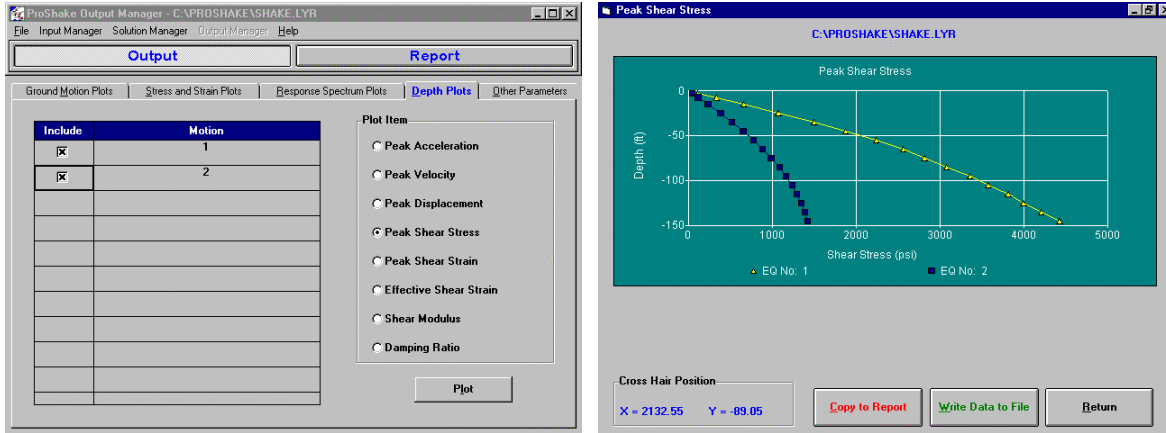 ProShake Output Manager - C:\PROSHAKE\SHAKE.LYR
File Input Manager Solution Manager Output Manager Help
Output Report
Ground Motion Plots Stress and Strain Plots Response Spectrum Plots Depth Plots Other Parameters
Include Motion
1
2
Plot Item
Peak Acceleration
Peak Velocity
Peak Displacement
Peak Shear Stress
Peak Shear Strain
Effective Shear Strain
Shear Modulus
Damping Ratio
Plot
Peak Shear Stress
C:\PROSHAKE\SHAKE.LYR
Peak Shear Stress
Depth (ft)
0
-50
-100
-150
0 1000 2000 3000 4000 5000
Shear Stress (psi)
EQ No: 1 EQ No: 2
Cross Hair Position
X = 2132.55 Y = -89.05
Copy to Report
Write Data to File
Return